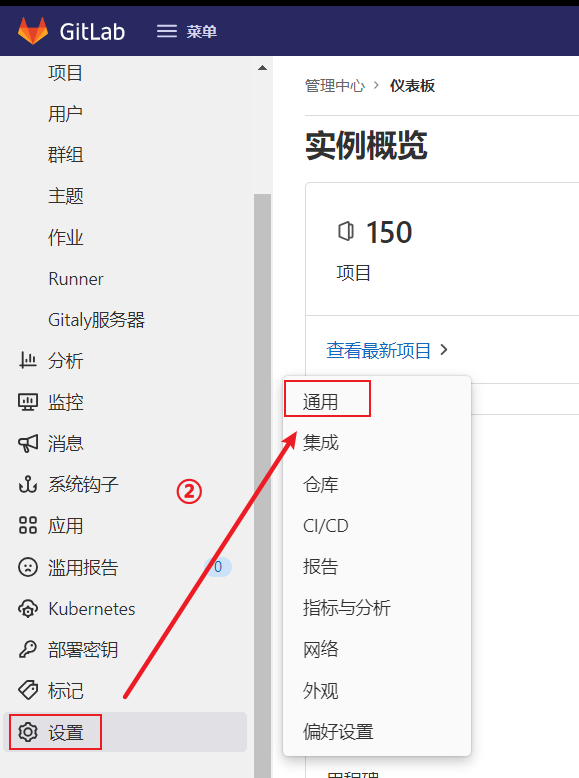 GitLab 菜单
项目
用户
群组
主题
作业
Runner
Gitaly服务器
分析
监控
消息
系统钩子
应用
滥用报告 0
Kubernetes
部署密钥
标记
设置
②
管理中心 > 仪表板
实例概览
150
项目
查看最新项目
通用
集成
仓库
CI/CD
报告
指标与分析
网络
外观
偏好设置